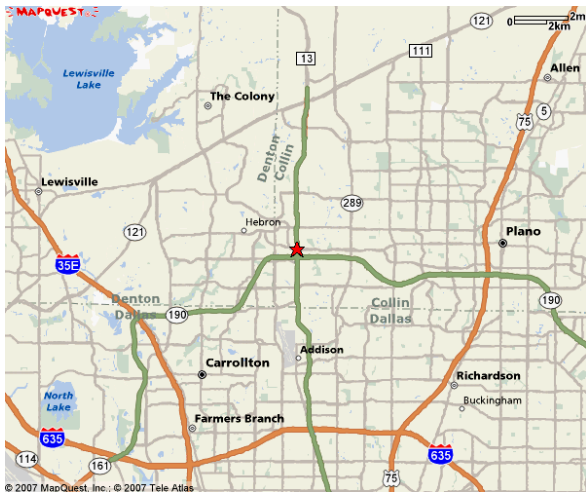 MAPQUEST
121
0 2m
2km
13
111
Lewisville
Lake
Allen
The Colony
5
75
Denton
Collin
Lewisville
289
121
Hebron
Plano
35E
Denton
Dallas
190
Collin
Dallas
190
Addison
Carrollton
Richardson
North
Lake
Buckingham
Farmers Branch
635
635
161
114
75
© 2007 MapQuest, Inc.; © 2007 Tele Atlas